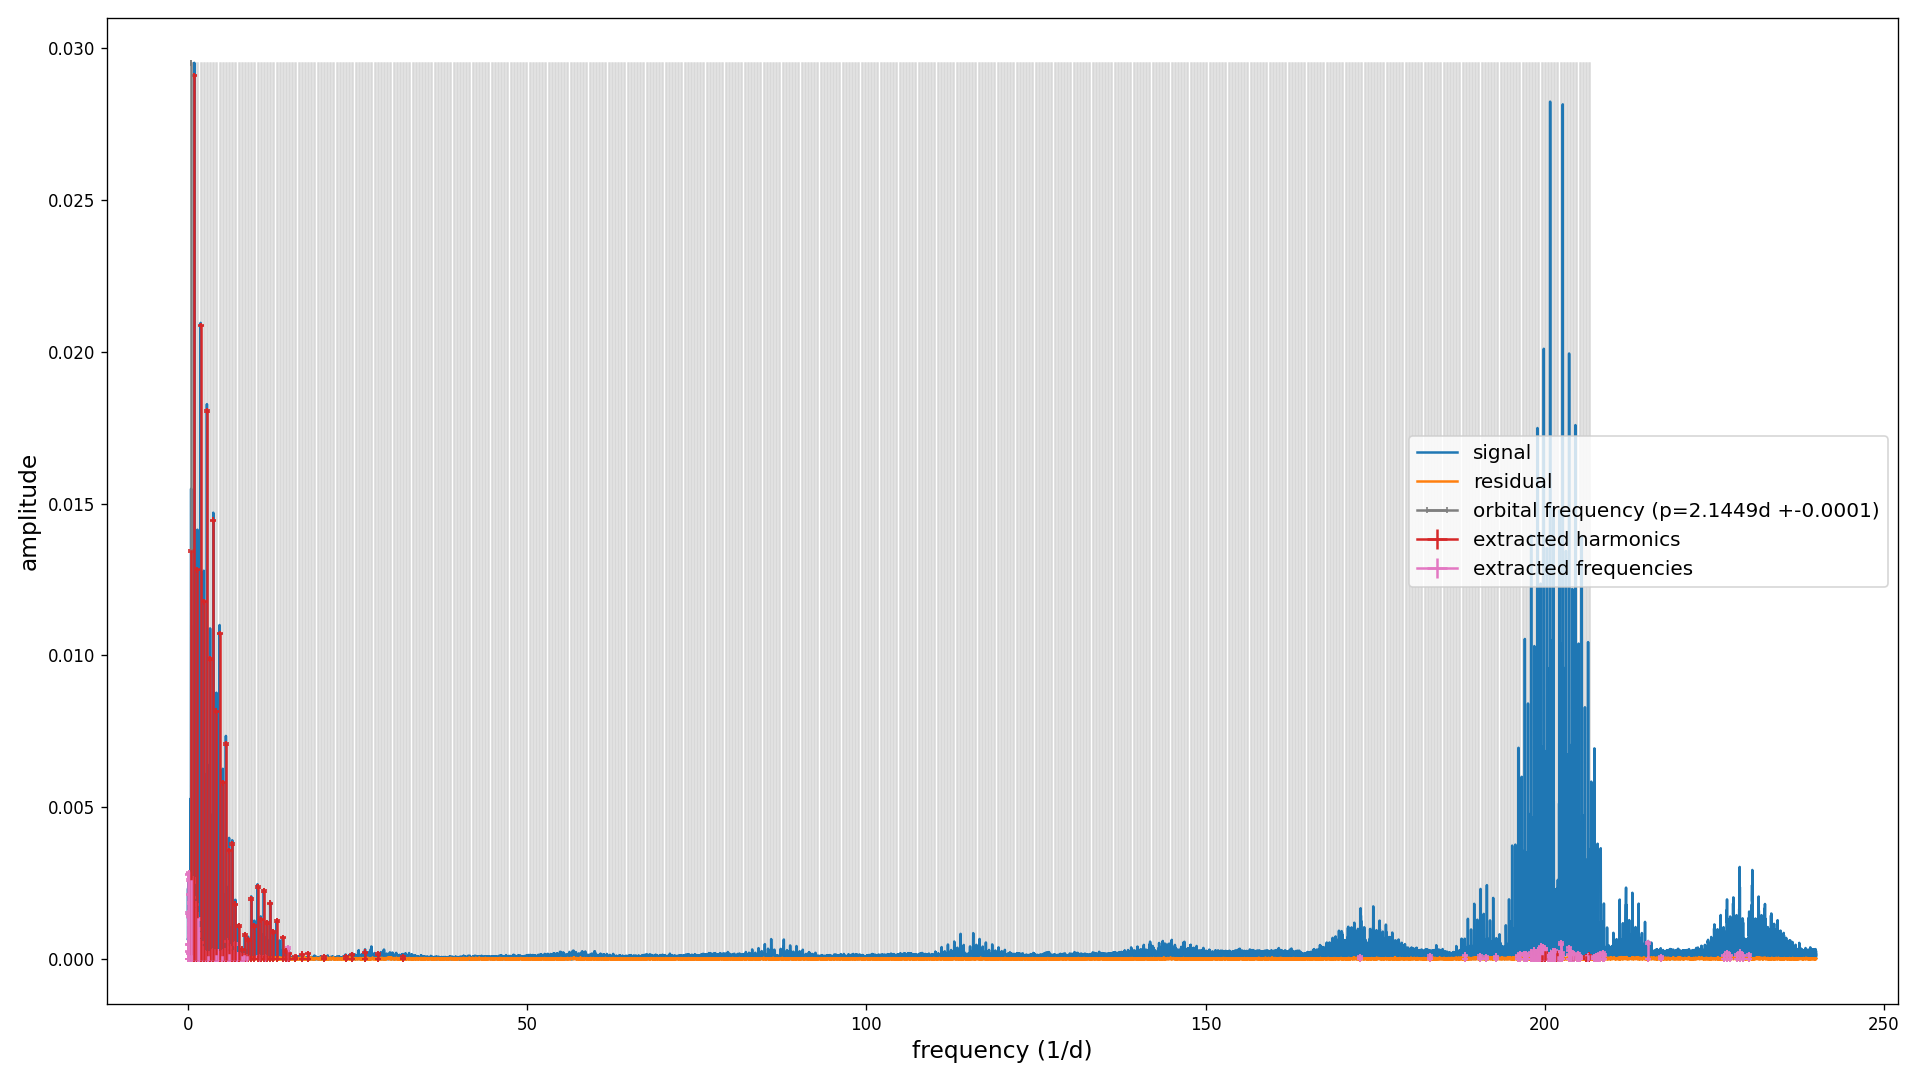 0.030
0.025
0.020
0.015
0.010
0.005
0.000
amplitude
signal
residual
orbital frequency (p=2.1449d +-0.0001)
extracted harmonics
extracted frequencies
0
50
100
150
200
250
frequency (1/d)